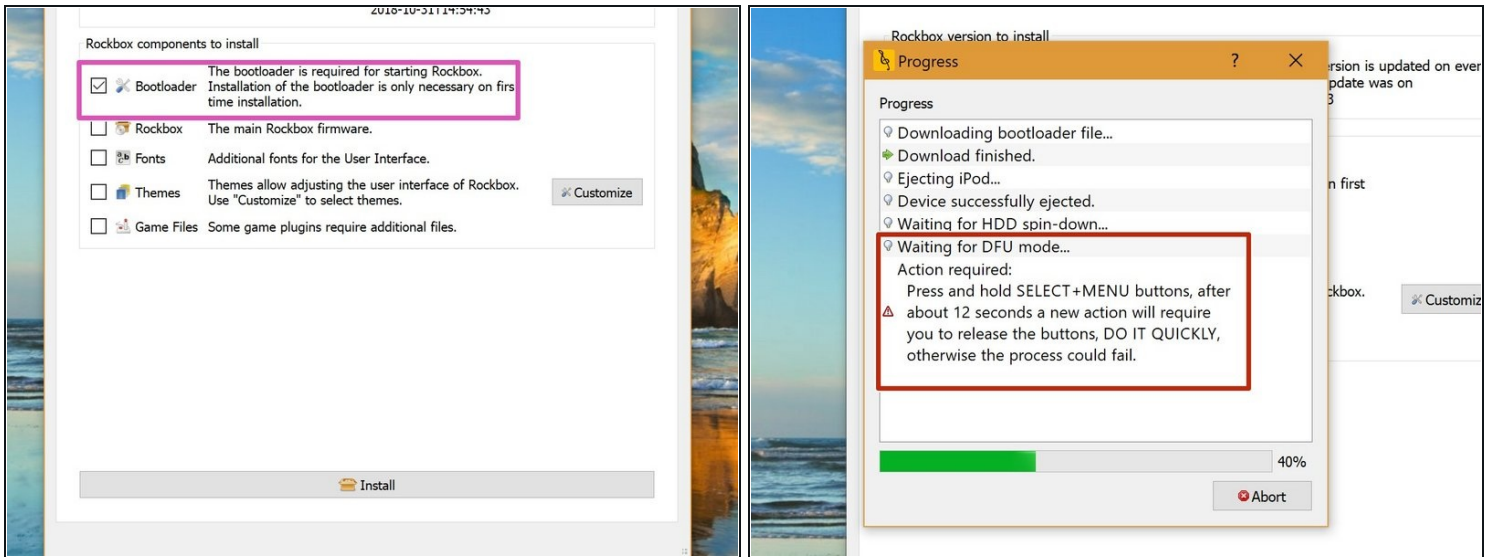 2018-10-31T14:54:43
Rockbox components to install
Bootloader
The bootloader is required for starting Rockbox.
Installation of the bootloader is only necessary on firs
time installation.
Rockbox
The main Rockbox firmware.
Fonts
Additional fonts for the User Interface.
Themes
Themes allow adjusting the user interface of Rockbox.
Use "Customize" to select themes.
Customize
Game Files
Some game plugins require additional files.
Install
Rockbox version to install
Progress ?
Progress
Downloading bootloader file...
Download finished.
Ejecting iPod...
Device successfully ejected.
Waiting for HDD spin-down...
Waiting for DFU mode...
Action required:
Press and hold SELECT+MENU buttons, after
about 12 seconds a new action will require
you to release the buttons, DO IT QUICKLY,
otherwise the process could fail.
40%
Abort
rsion is updated on ever
pdate was on
3
n first
ckbox.
Customiz